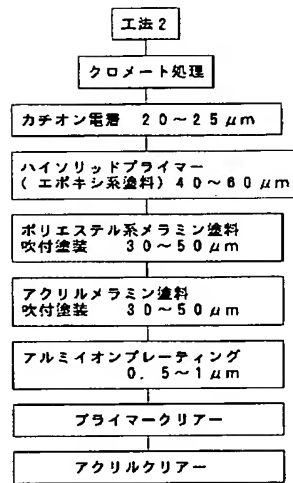 工法2
クロメート処理
カチオン電着 20～25μm
ハイソリッドプライマー
(エポキシ系塗料)40～60μm
ポリエステル系メラミン塗料
吹付塗装 30～50μm
アクリルメラミン塗料
吹付塗装 30～50μm
アルミイオンプレーティング
0.5～1μm
プライマークリアー
アクリルクリアー